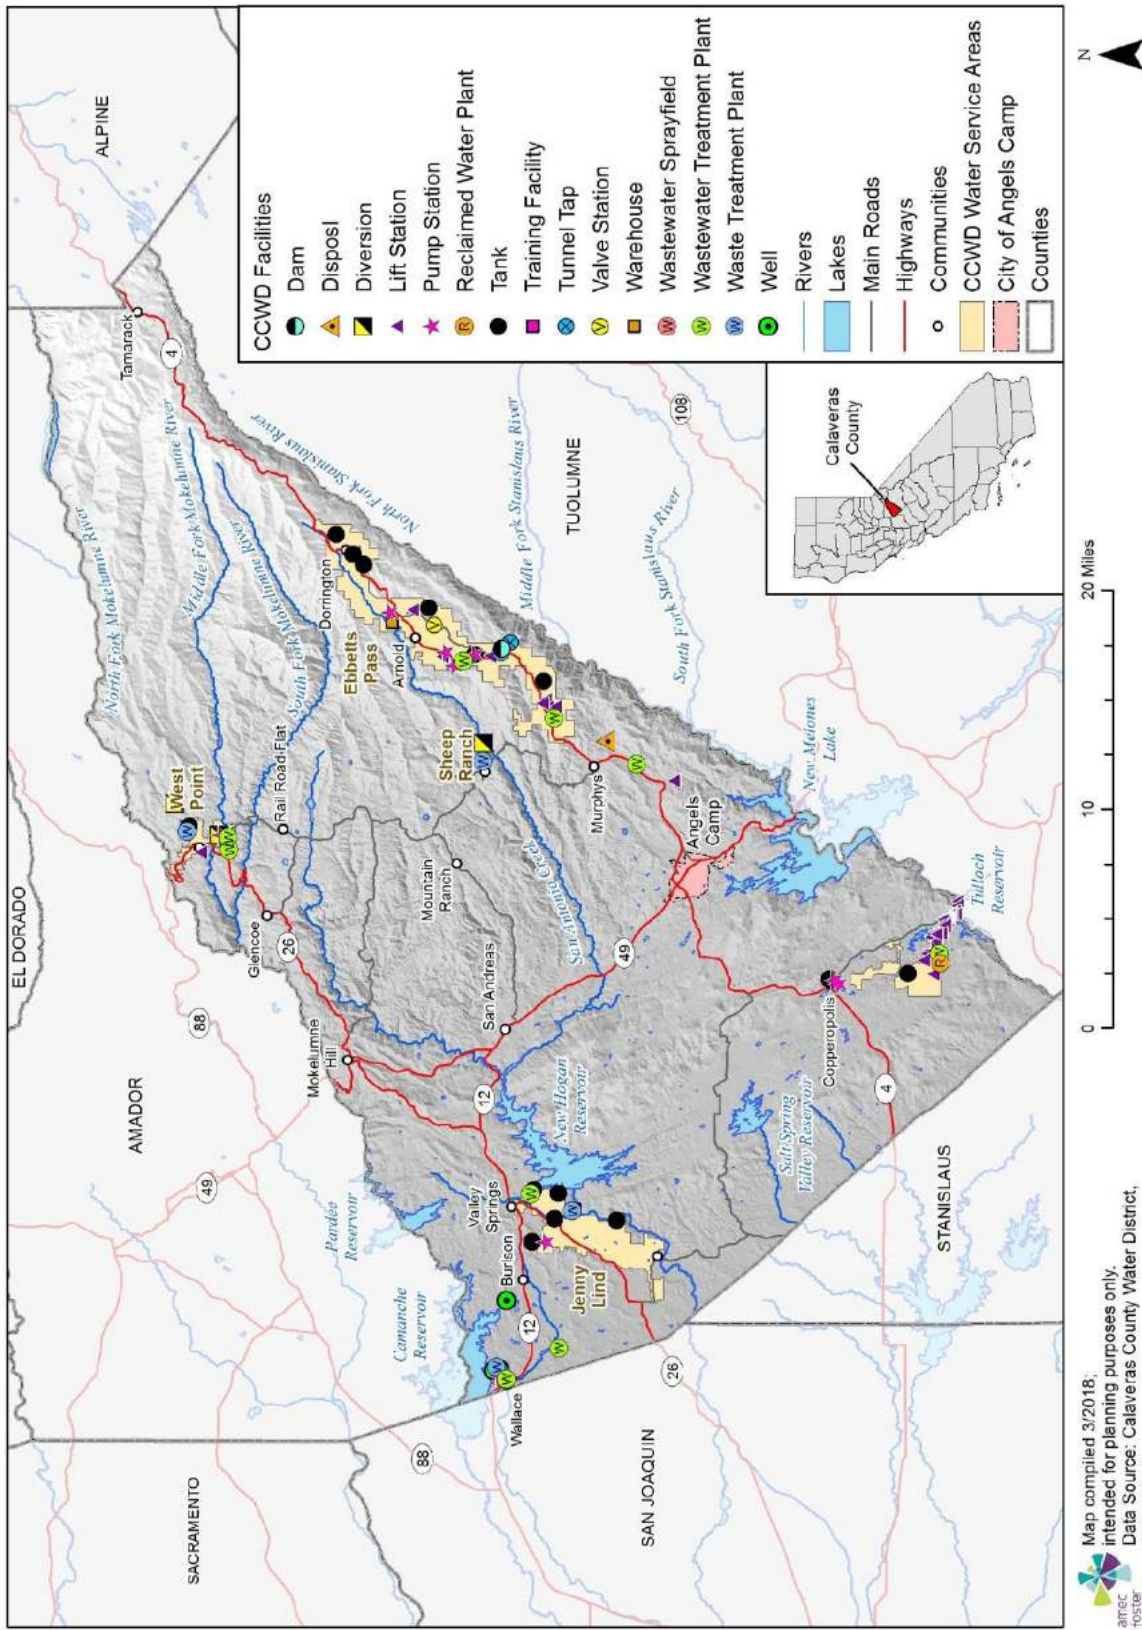 SACRAMENTO
AMADOR
EL DORADO
ALPINE
88
49
88
26
4
Tamarack
North Fork Mokelumne River
Middle Fork Mokelumne River
South Fork Mokelumne River
West
Point
Rail Road Flat
Glencoe
Mokelumne
Hill
Pardee
Reservoir
Camanche
Reservoir
Dorrington
Ebbetts
Pass
Arnold
North Fork Stanislaus River
Sheep
Ranch
Mountain
Ranch
San Antonio Creek
Middle Fork Stanislaus River
TUOLUMNE
108
South Fork Stanislaus River
San Andreas
12
49
Murphys
Angels
Camp
New Melones
Lake
Valley
Springs
Burlson
12
Wallace
New Hogan
Reservoir
Jenny
Lind
26
SAN JOAQUIN
Salt Spring
Valley Reservoir
Copperopolis
4
Tulloch
Reservoir
STANISLAUS
CCWD Facilities
Dam
Disposl
Diversion
Lift Station
Pump Station
R Reclaimed Water Plant
Tank
Training Facility
Tunnel Tap
V Valve Station
Warehouse
W Wastewater Sprayfield
W Wastewater Treatment Plant
W Waste Treatment Plant
Well
Rivers
Lakes
Main Roads
Highways
Communities
CCWD Water Service Areas
City of Angels Camp
Counties
Calaveras
County
0 10 20 Miles
N
amec
foster
Map compiled 3/2018;
intended for planning purposes only.
Data Source: Calaveras County Water District,